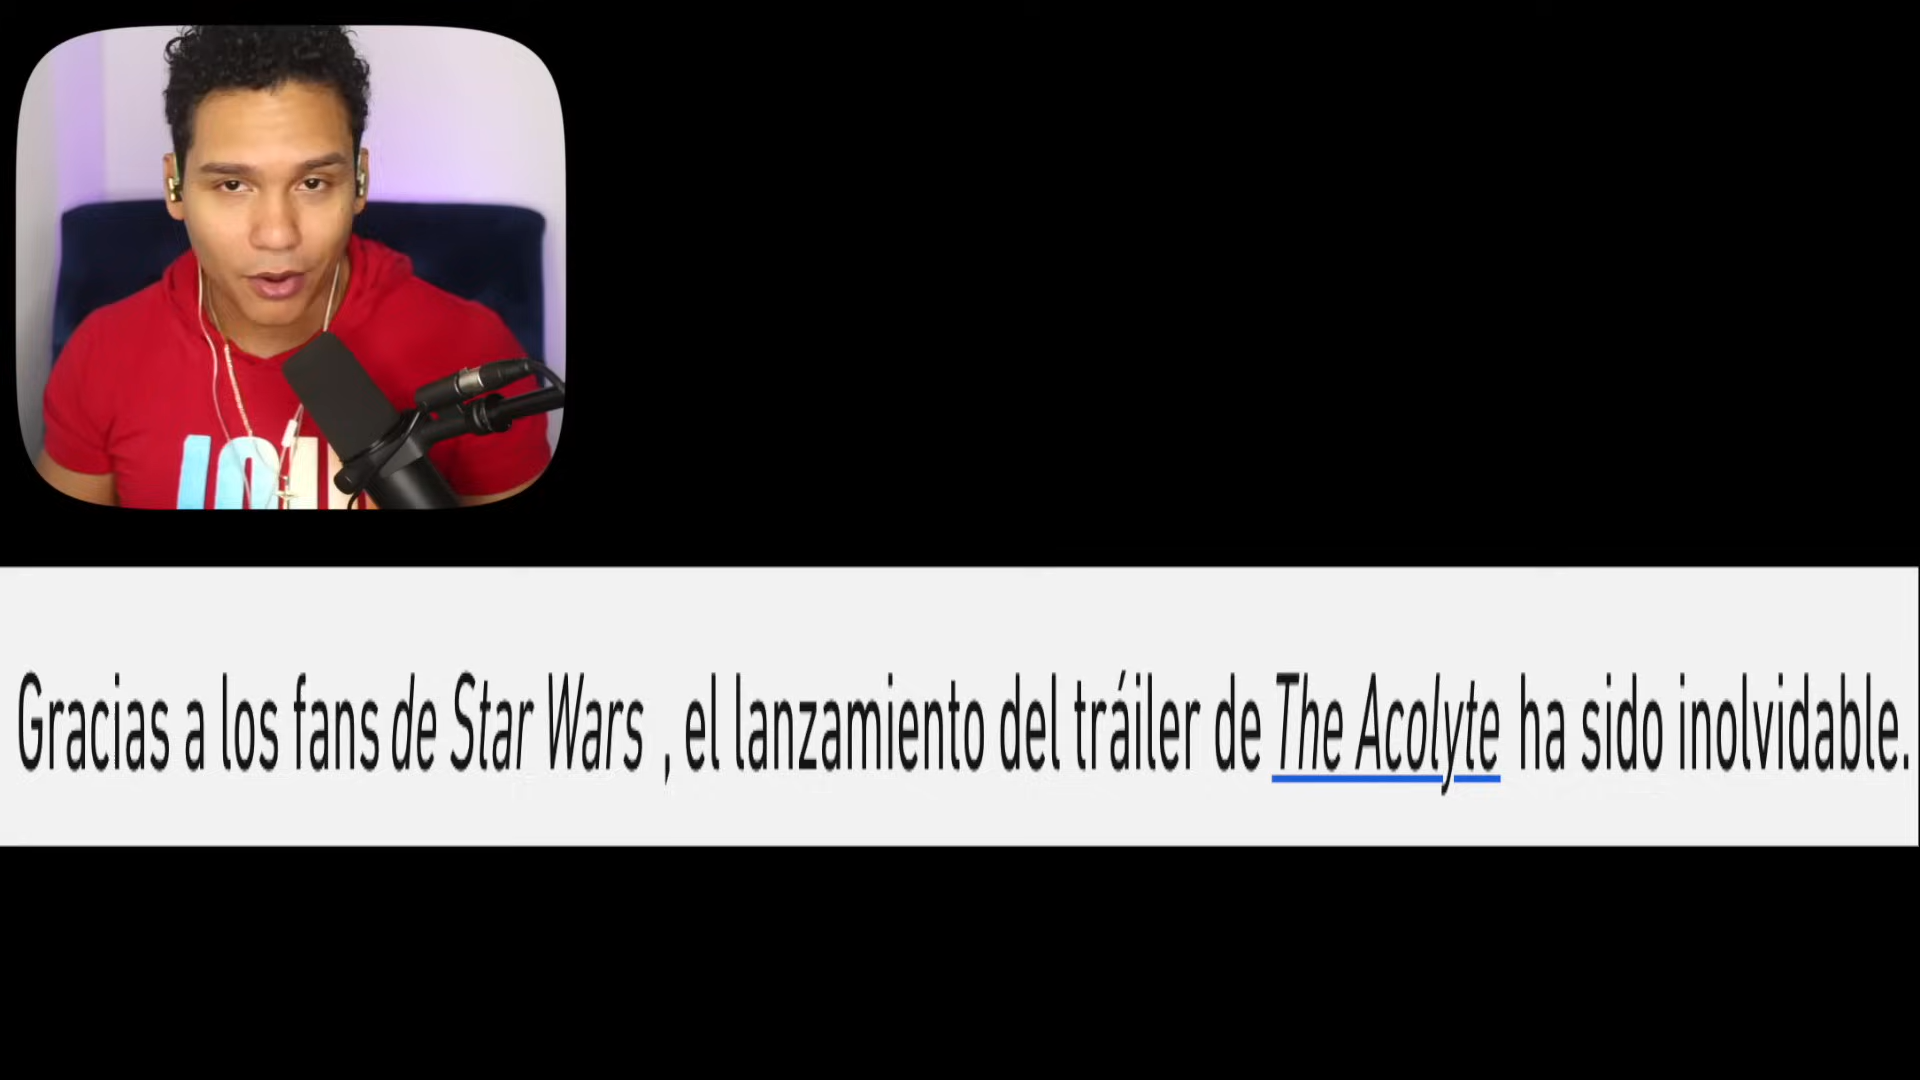 Gracias a los fans de Star Wars , el lanzamiento del tráiler de The Acolyte ha sido inolvidable.